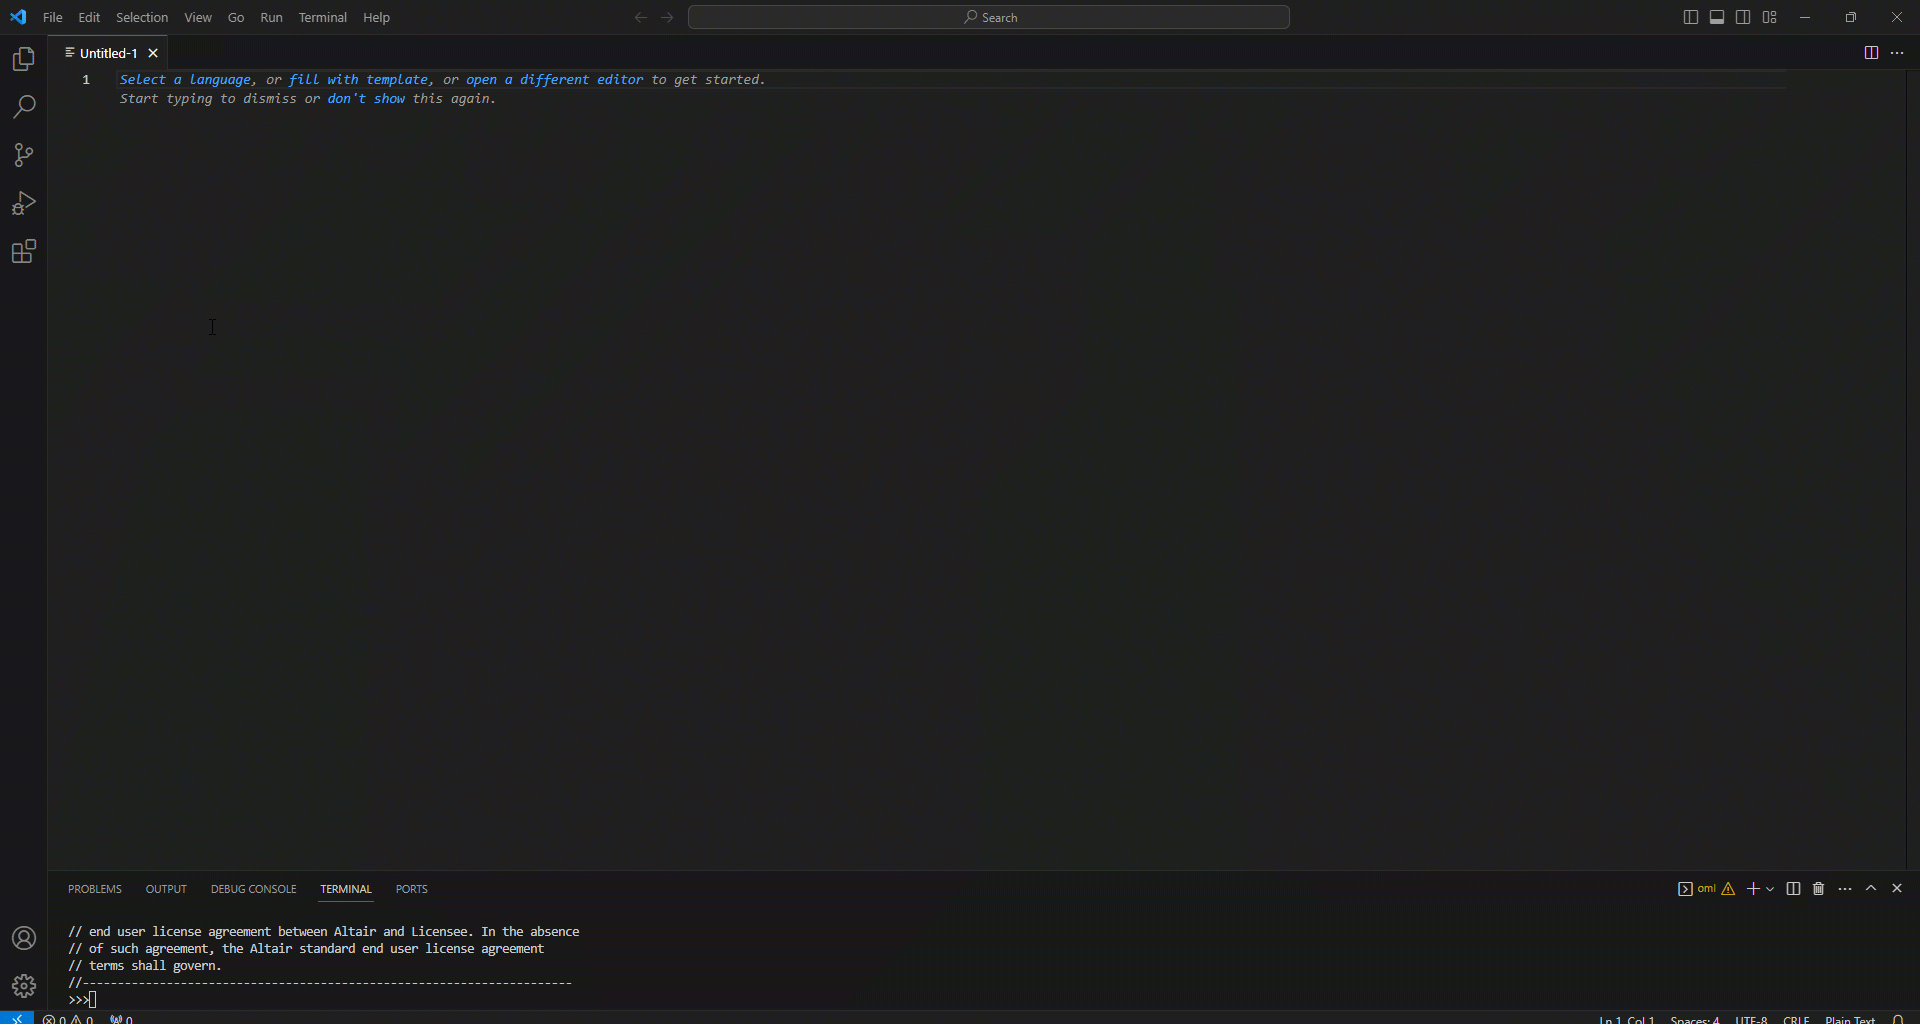 File Edit Selection View Go Run Terminal Help
Search
Untitled-1
1 Select a language, or fill with template, or open a different editor to get started.
Start typing to dismiss or don't show this again.
PROBLEMS OUTPUT DEBUG CONSOLE TERMINAL PORTS
oml
// end user license agreement between Altair and Licensee. In the absence
// of such agreement, the Altair standard end user license agreement
// terms shall govern.
//----------------------------------------------------------------------
>>>
0 0 0 Ln 1, Col 1 Spaces: 4 UTF-8 CRLF Plain Text